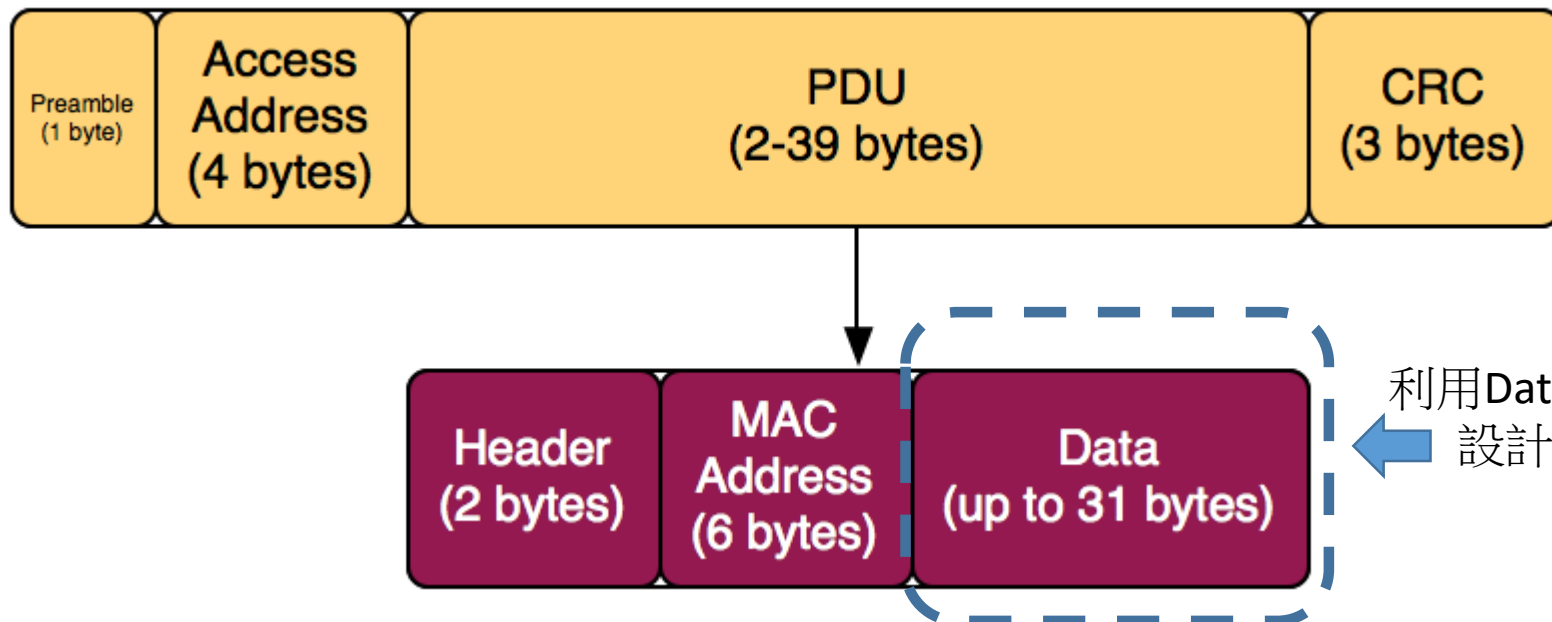 Preamble
(1 byte)
Access
Address
(4 bytes)
PDU
(2-39 bytes)
CRC
(3 bytes)
Header
(2 bytes)
MAC
Address
(6 bytes)
Data
(up to 31 bytes)
利用Dat
設計